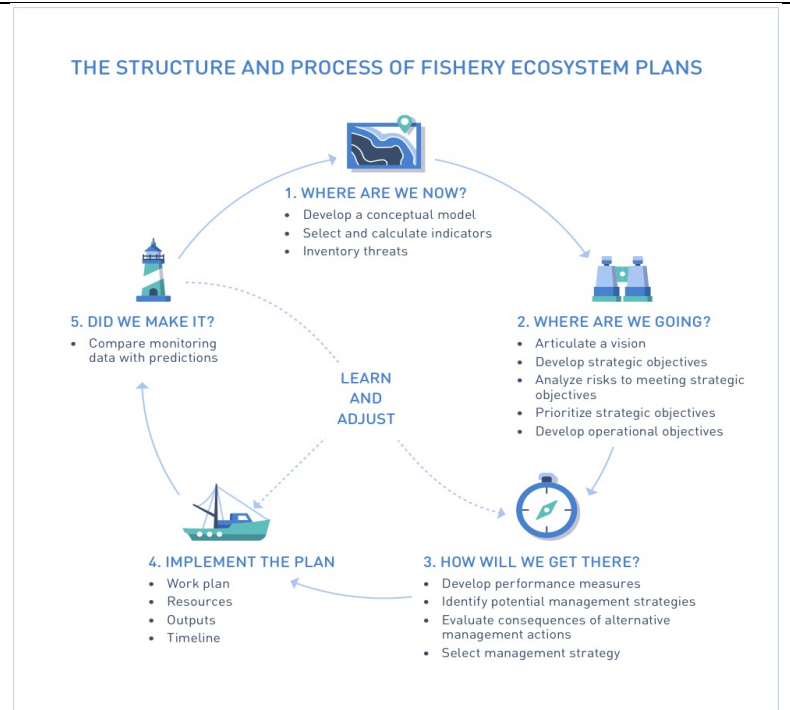 THE STRUCTURE AND PROCESS OF FISHERY ECOSYSTEM PLANS
1. WHERE ARE WE NOW?
• Develop a conceptual model
• Select and calculate indicators
• Inventory threats
2. WHERE ARE WE GOING?
• Articulate a vision
• Develop strategic objectives
• Analyze risks to meeting strategic
objectives
• Prioritize strategic objectives
• Develop operational objectives
3. HOW WILL WE GET THERE?
• Develop performance measures
• Identify potential management strategies
• Evaluate consequences of alternative
management actions
• Select management strategy
4. IMPLEMENT THE PLAN
• Work plan
• Resources
• Outputs
• Timeline
5. DID WE MAKE IT?
• Compare monitoring
data with predictions
LEARN
AND
ADJUST